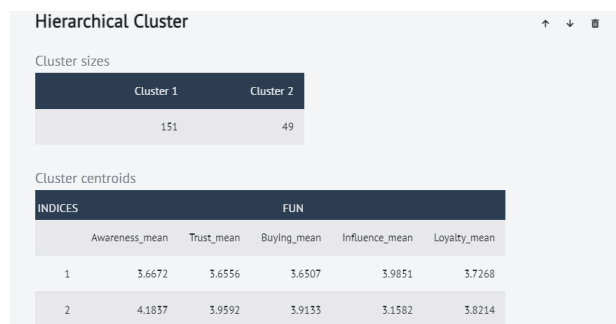 Hierarchical Cluster
Cluster sizes
Cluster 1 Cluster 2
151 49
Cluster centroids
INDICES FUN
Awareness_mean Trust_mean Buying_mean Influence_mean Loyalty_mean
1 3.6672 3.6556 3.6507 3.9851 3.7268
2 4.1837 3.9592 3.9133 3.1582 3.8214